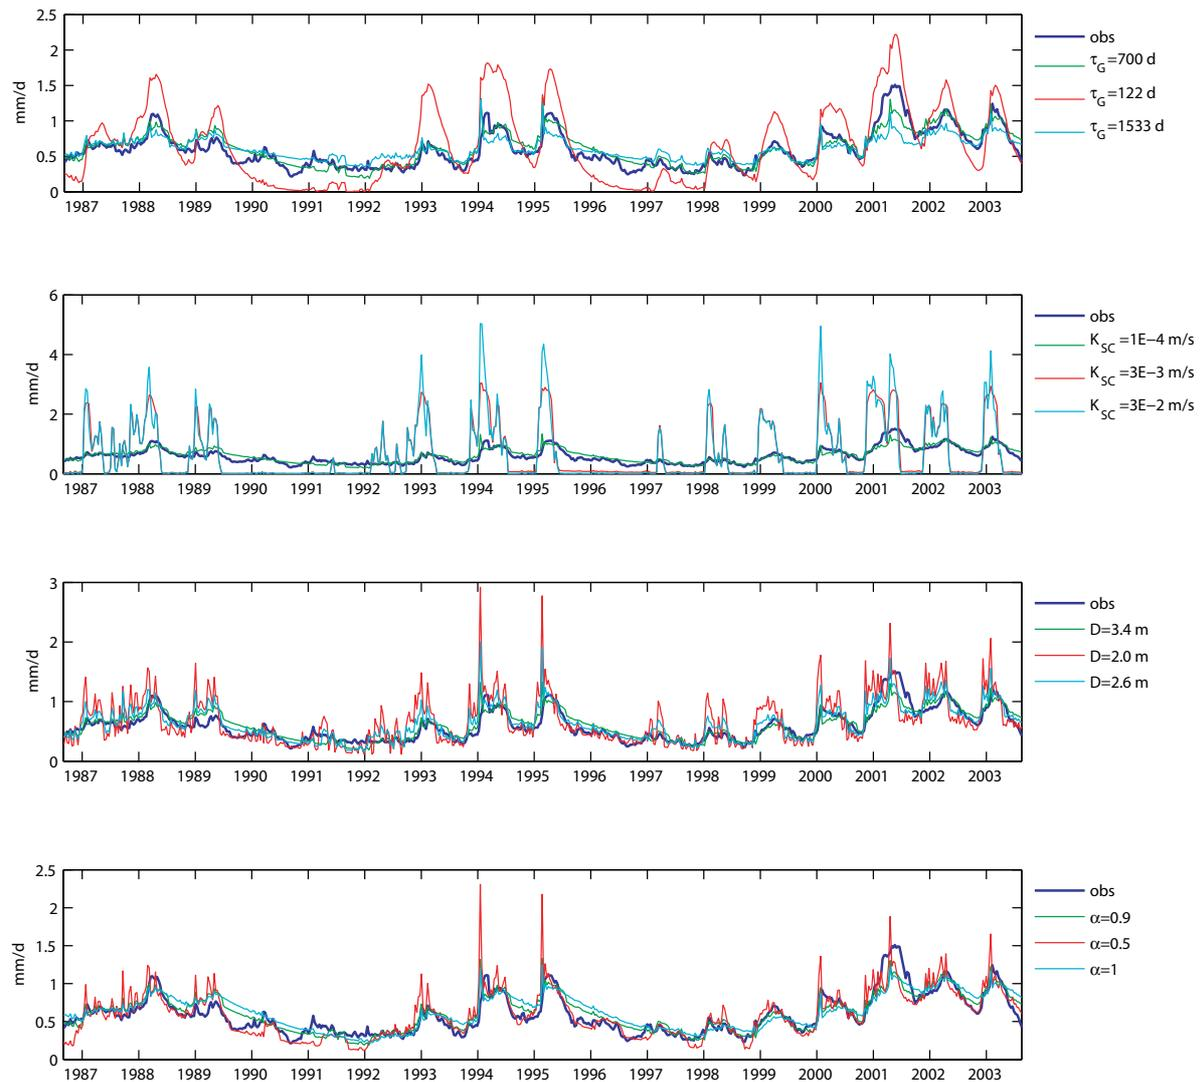 2.5
2
1.5
1
0.5
0
mm/d
1987 1988 1989 1990 1991 1992 1993 1994 1995 1996 1997 1998 1999 2000 2001 2002 2003
obs
τG=700 d
τG=122 d
τG=1533 d
6
4
2
0
mm/d
1987 1988 1989 1990 1991 1992 1993 1994 1995 1996 1997 1998 1999 2000 2001 2002 2003
obs
KSC=1E−4 m/s
KSC=3E−3 m/s
KSC=3E−2 m/s
3
2
1
0
mm/d
1987 1988 1989 1990 1991 1992 1993 1994 1995 1996 1997 1998 1999 2000 2001 2002 2003
obs
D=3.4 m
D=2.0 m
D=2.6 m
2.5
2
1.5
1
0.5
0
mm/d
1987 1988 1989 1990 1991 1992 1993 1994 1995 1996 1997 1998 1999 2000 2001 2002 2003
obs
α=0.9
α=0.5
α=1